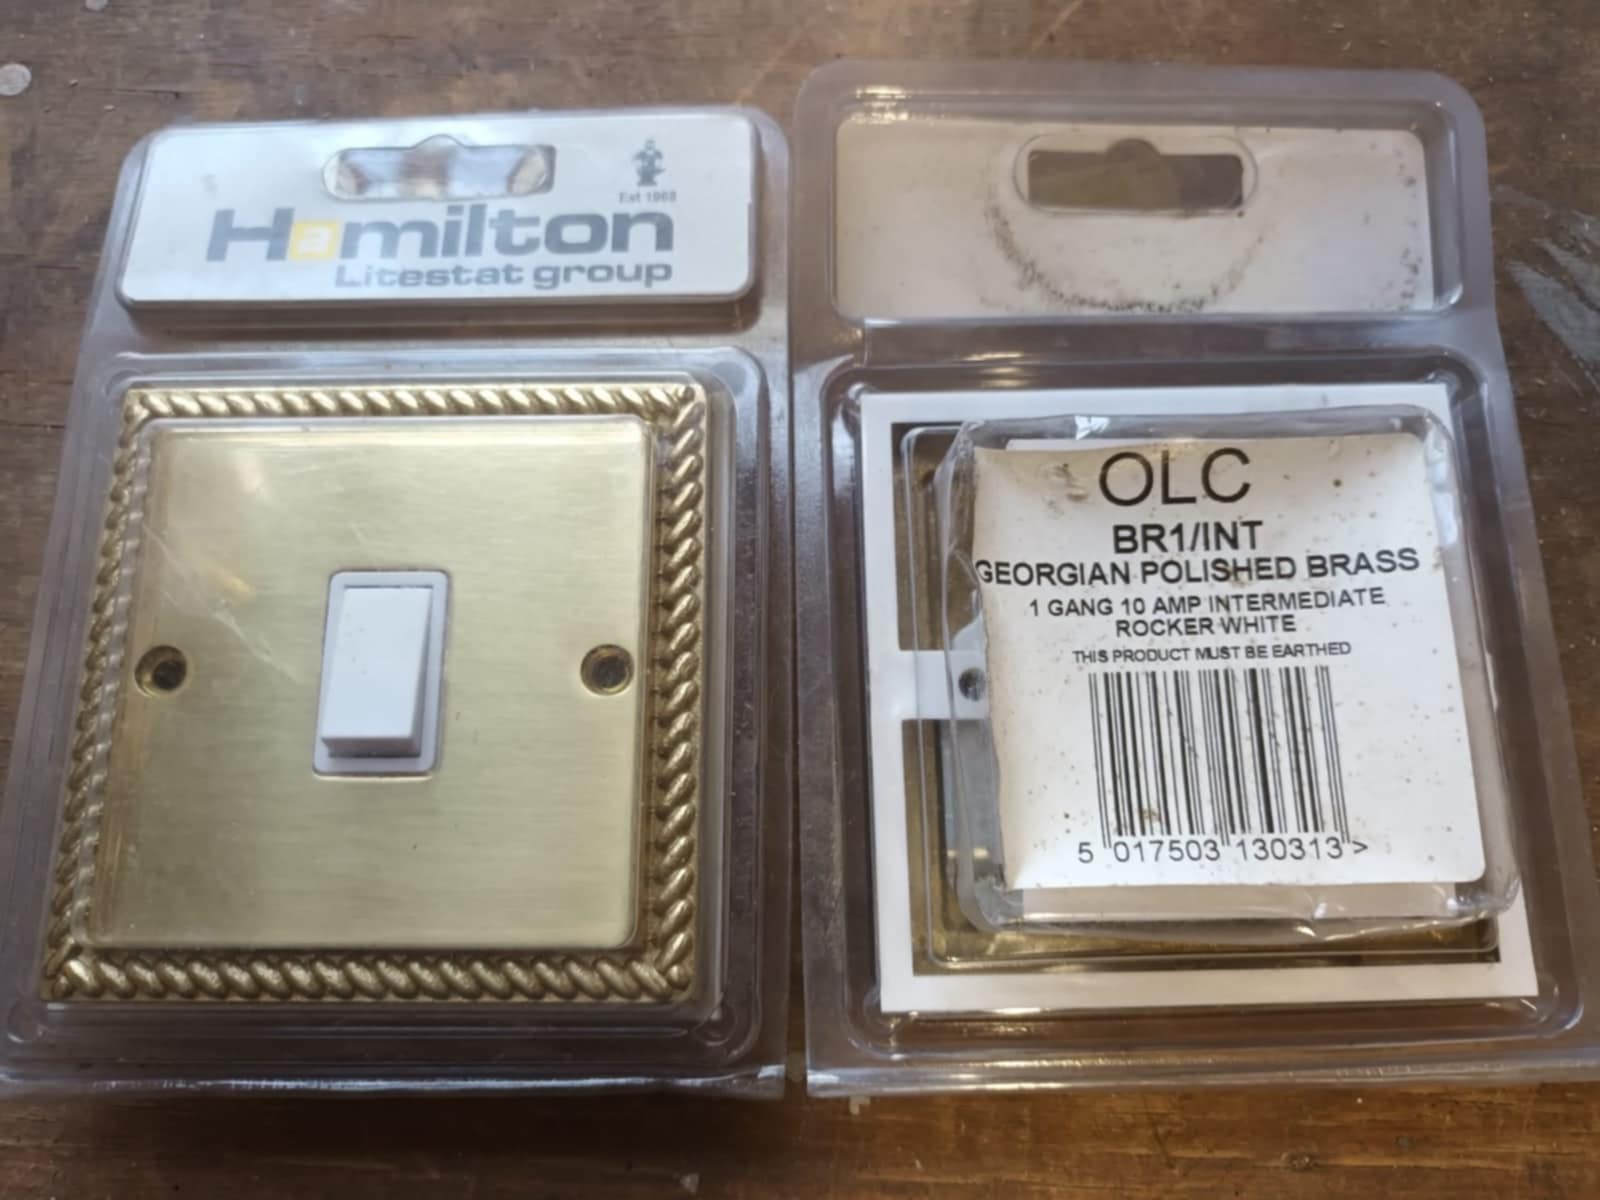 Est 1968
Hamilton
Litestat group
OLC
BR1/INT
GEORGIAN POLISHED BRASS
1 GANG 10 AMP INTERMEDIATE
ROCKER WHITE
THIS PRODUCT MUST BE EARTHED
5 017503 130313 >